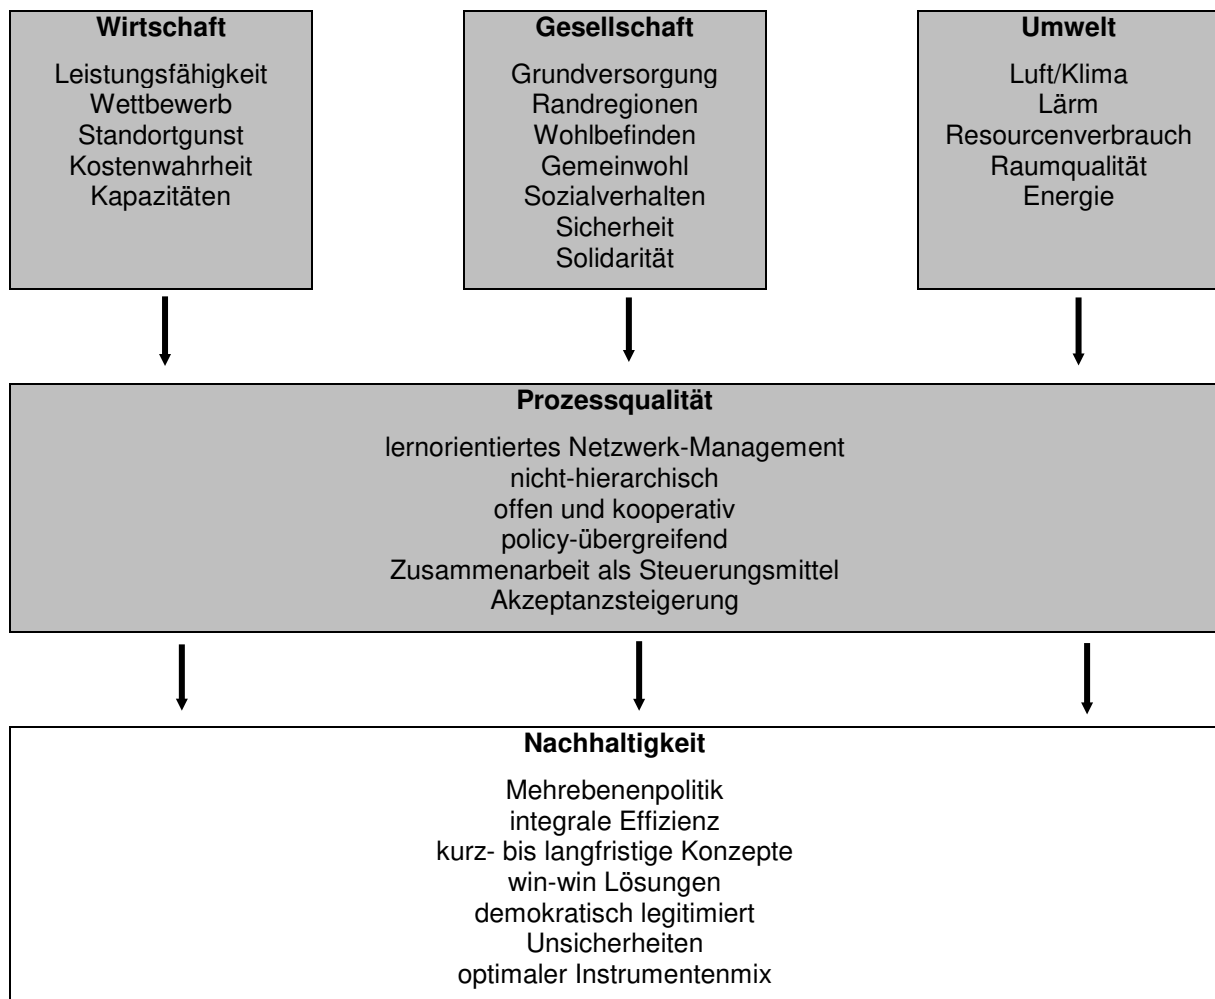 Wirtschaft
Leistungsfähigkeit
Wettbewerb
Standortgunst
Kostenwahrheit
Kapazitäten
Gesellschaft
Grundversorgung
Randregionen
Wohlbefinden
Gemeinwohl
Sozialverhalten
Sicherheit
Solidarität
Umwelt
Luft/Klima
Lärm
Resourcenverbrauch
Raumqualität
Energie
Prozessqualität
lernorientiertes Netzwerk-Management
nicht-hierarchisch
offen und kooperativ
policy-übergreifend
Zusammenarbeit als Steuerungsmittel
Akzeptanzsteigerung
Nachhaltigkeit
Mehrebenenpolitik
integrale Effizienz
kurz- bis langfristige Konzepte
win-win Lösungen
demokratisch legitimiert
Unsicherheiten
optimaler Instrumentenmix